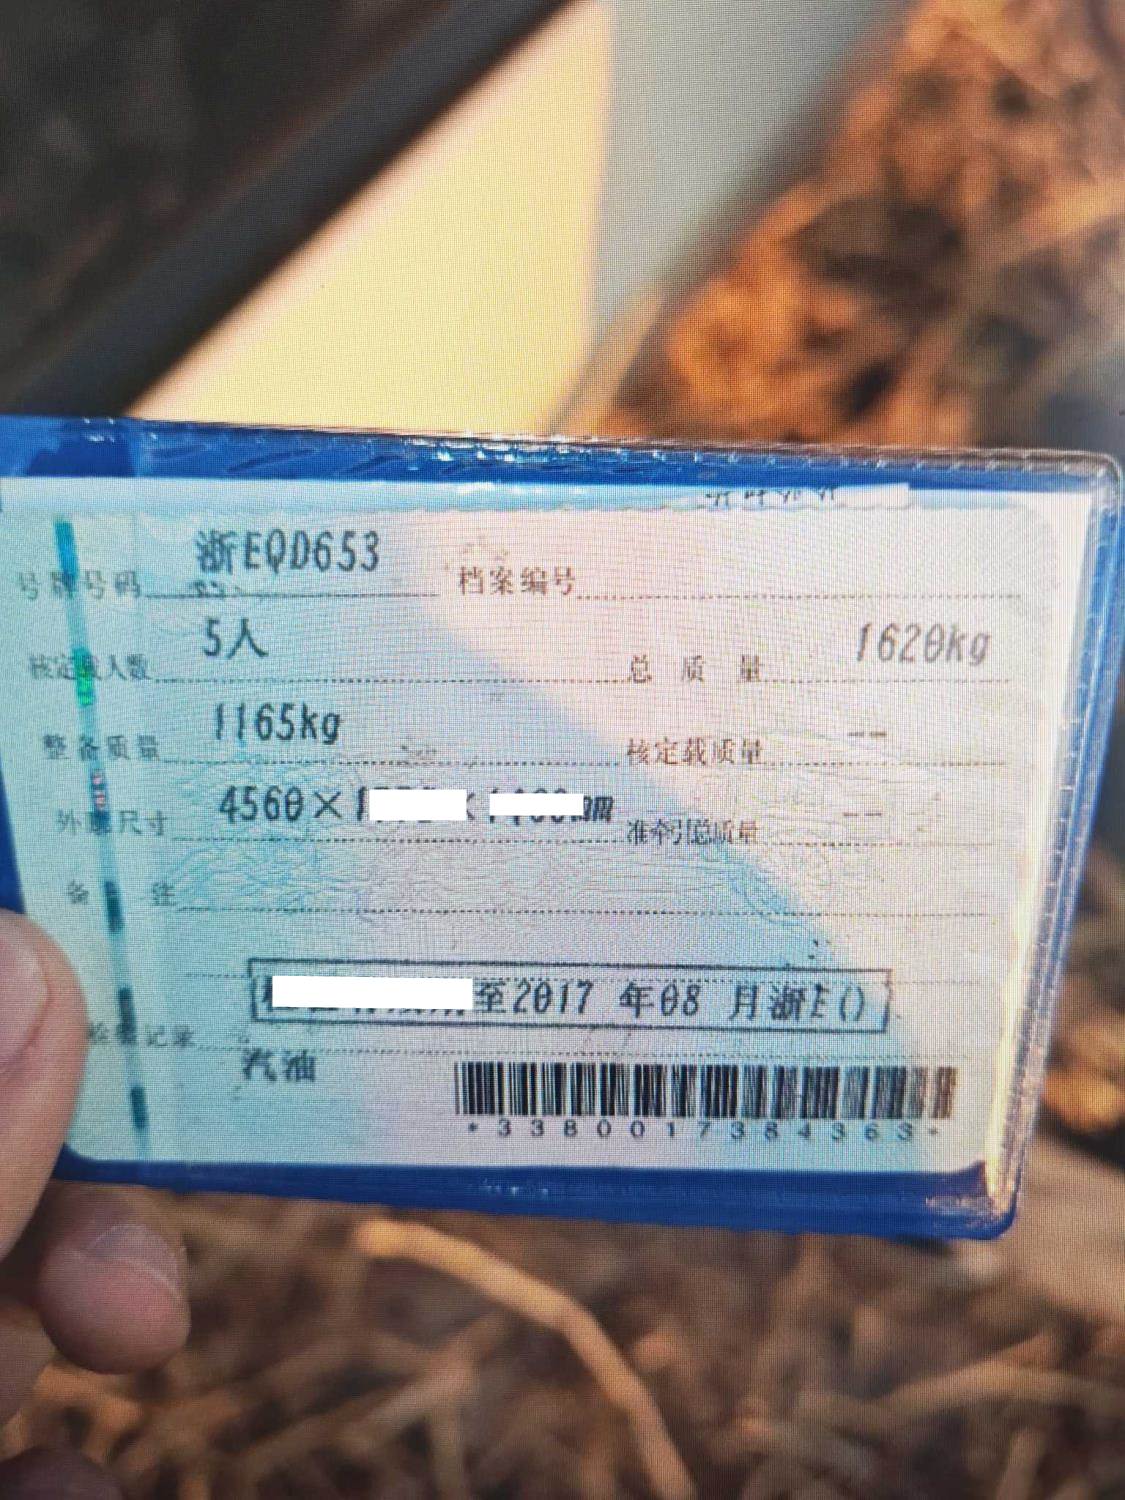 浙EQD653
号牌号码 档案编号
5人 1620kg
核定载人数 总质量
1165kg --
整备质量 核定载质量
4560×1 × mm --
外廓尺寸 准牵引总质量
备注
至2017年08月浙E()
检验记录
汽油
*3380017384363*